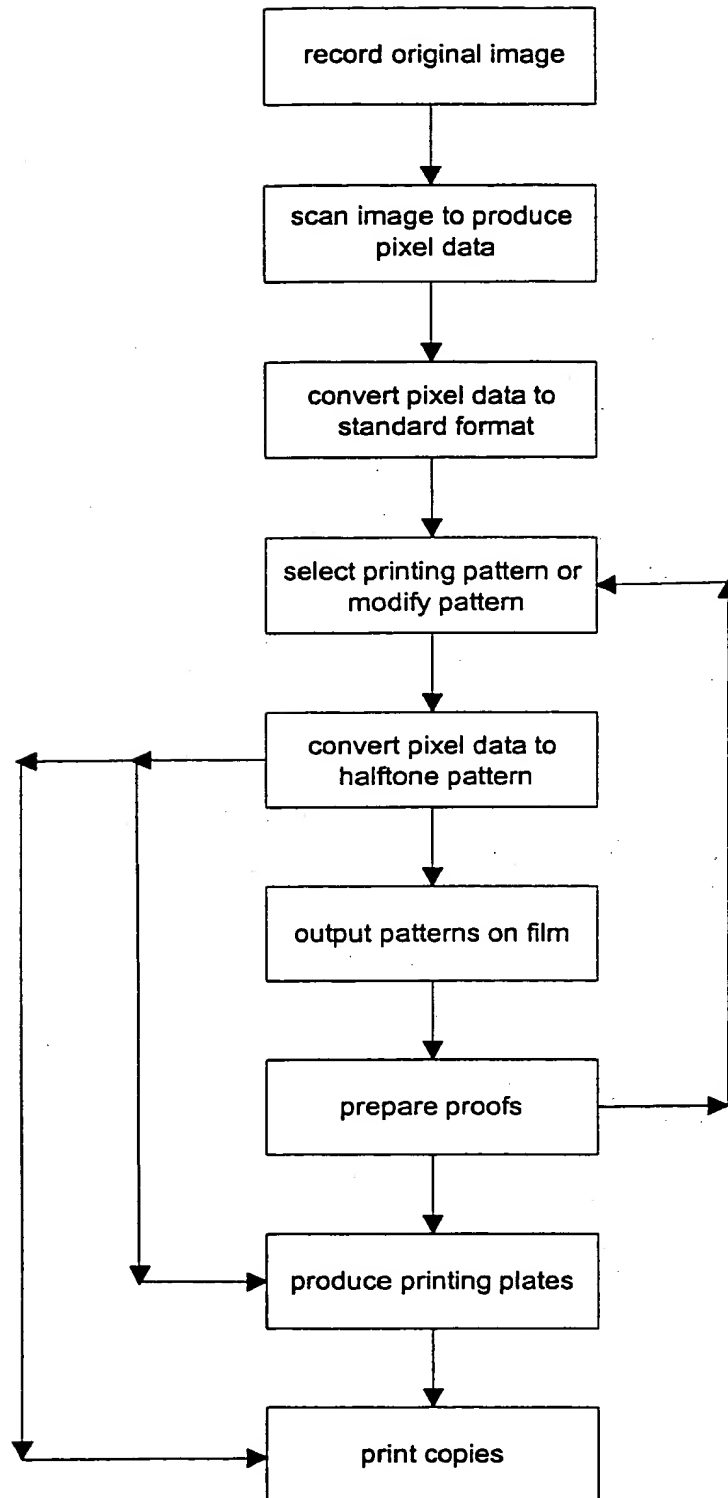 record original image
scan image to produce
pixel data
convert pixel data to
standard format
select printing pattern or
modify pattern
convert pixel data to
halftone pattern
output patterns on film
prepare proofs
produce printing plates
print copies